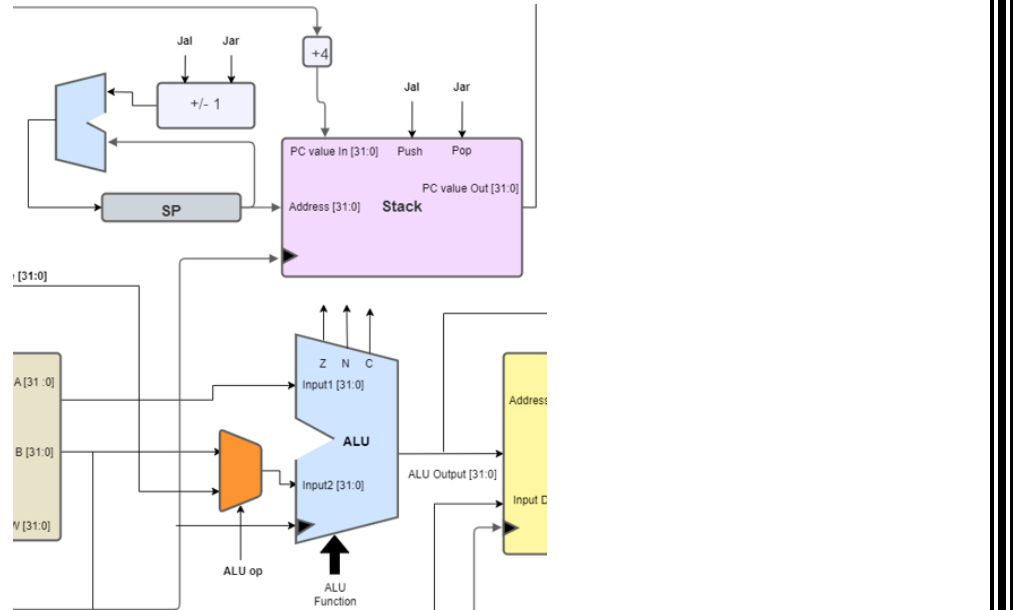 +4
Jal Jar
+/- 1
Jal Jar
PC value In [31:0] Push Pop
PC value Out [31:0]
SP
Address [31:0] Stack
[31:0]
Z N C
A [31 :0]
Input1 [31:0]
Address
ALU
B [31:0]
ALU Output [31:0]
Input2 [31:0]
Input D
[31:0]
ALU op
ALU
Function